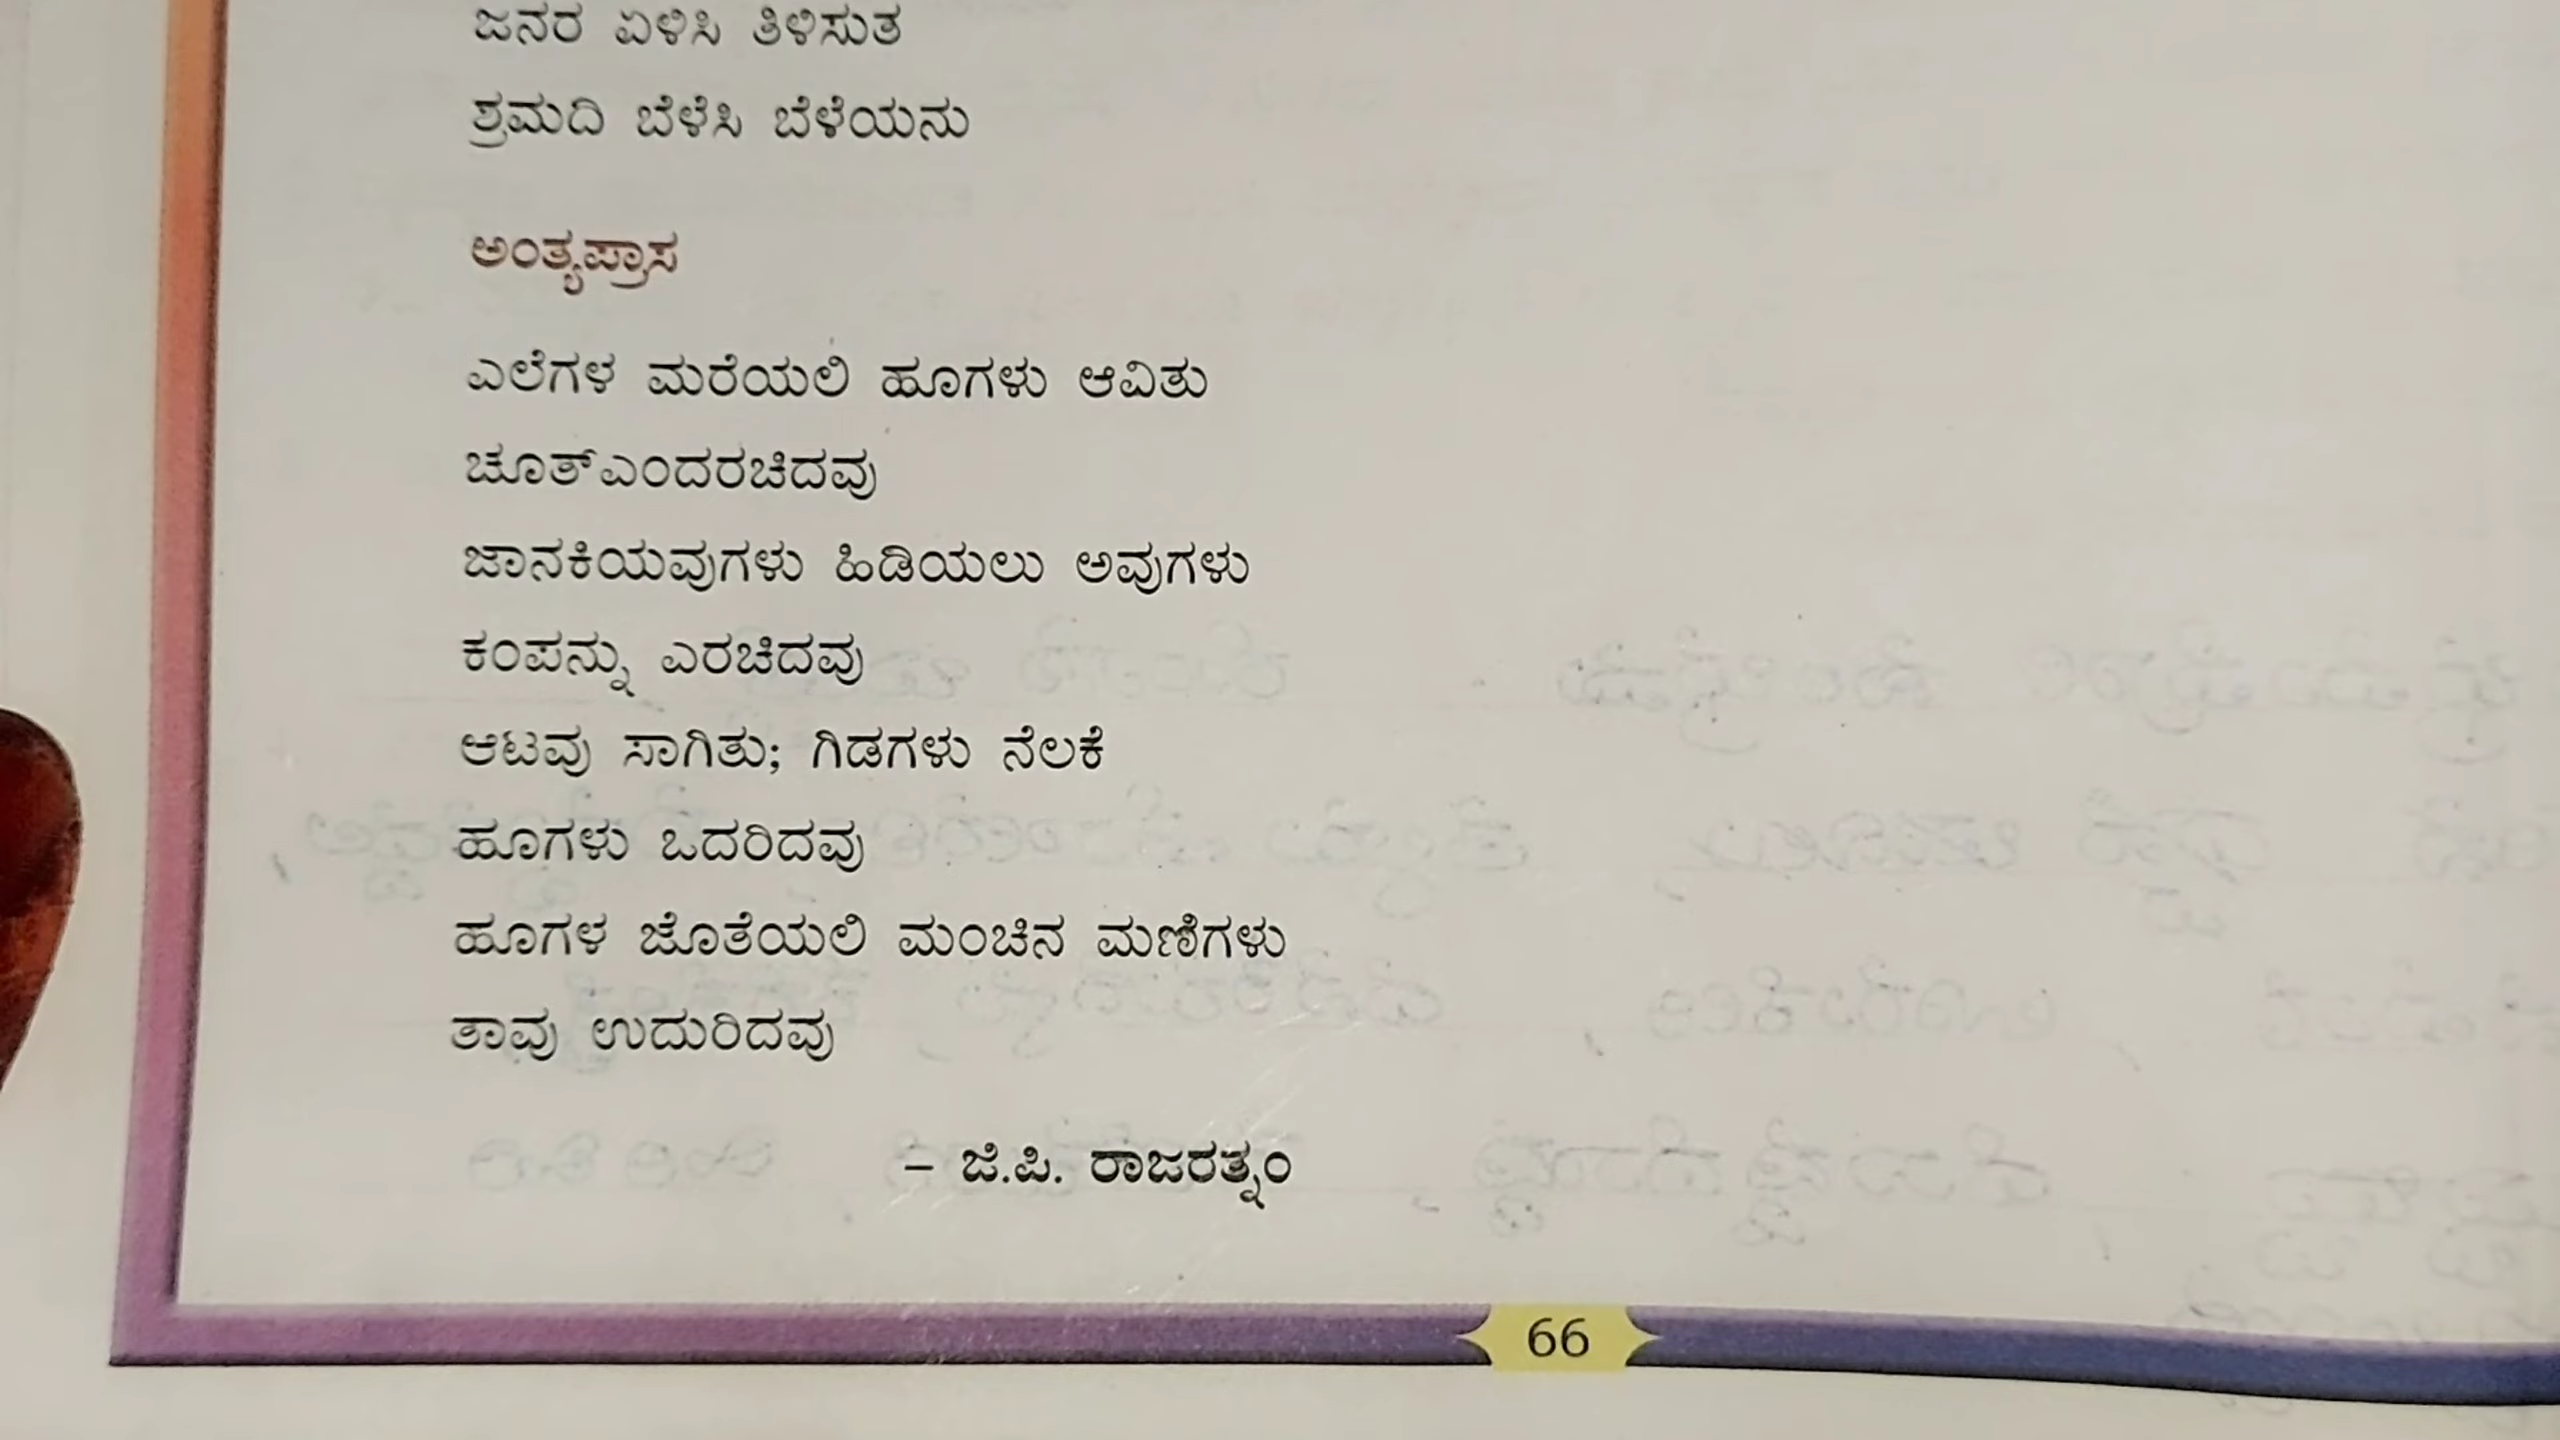 ಜನರ ಏಳಿಸಿ ತಿಳಿಸುತ
ಶ್ರಮದಿ ಬೆಳೆಸಿ ಬೆಳೆಯನು
ಅಂತ್ಯಪ್ರಾಸ
ಎಲೆಗಳ ಮರೆಯಲಿ ಹೂಗಳು ಆವಿತು
ಚೂತ್‌ಎಂದರಚಿದವು
ಜಾನಕಿಯವುಗಳು ಹಿಡಿಯಲು ಅವುಗಳು
ಕಂಪನ್ನು ಎರಚಿದವು
ಆಟವು ಸಾಗಿತು; ಗಿಡಗಳು ನೆಲಕೆ
ಹೂಗಳು ಒದರಿದವು
ಹೂಗಳ ಜೊತೆಯಲಿ ಮಂಚಿನ ಮಣಿಗಳು
ತಾವು ಉದುರಿದವು
– ಜಿ.ಪಿ. ರಾಜರತ್ನಂ
66